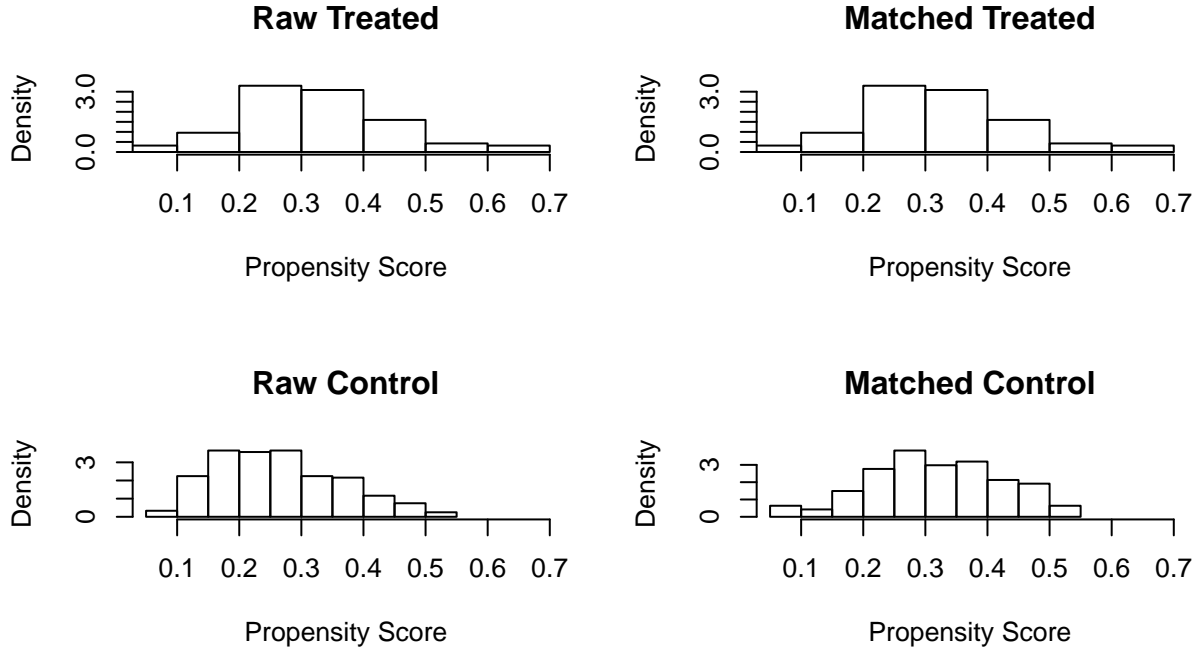 Raw Treated
Density
0.0 3.0
0.1 0.2 0.3 0.4 0.5 0.6 0.7
Propensity Score
Matched Treated
Density
0.0 3.0
0.1 0.2 0.3 0.4 0.5 0.6 0.7
Propensity Score
Raw Control
Density
0 3
0.1 0.2 0.3 0.4 0.5 0.6 0.7
Propensity Score
Matched Control
Density
0 3
0.1 0.2 0.3 0.4 0.5 0.6 0.7
Propensity Score